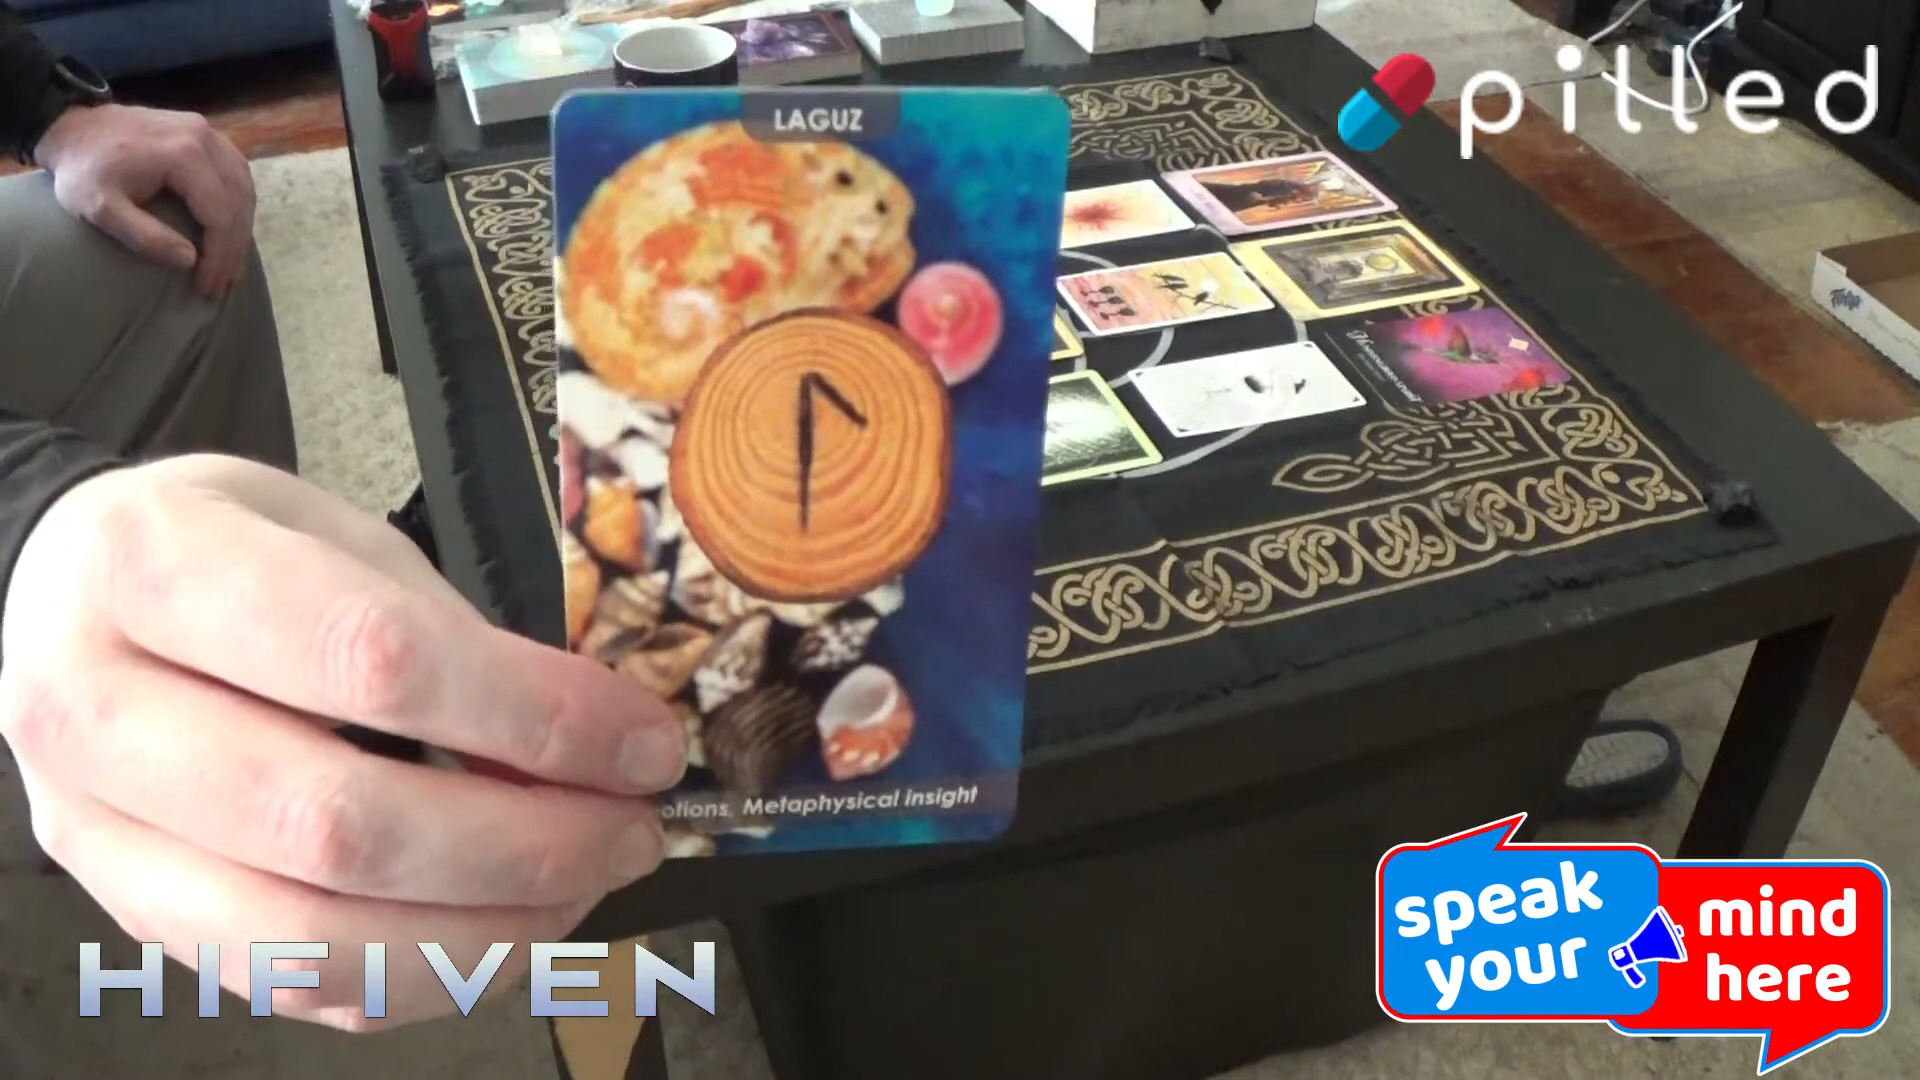 pilled
LAGUZ
otions, Metaphysical Insight
HIFIVEN
speak
your
mind
here